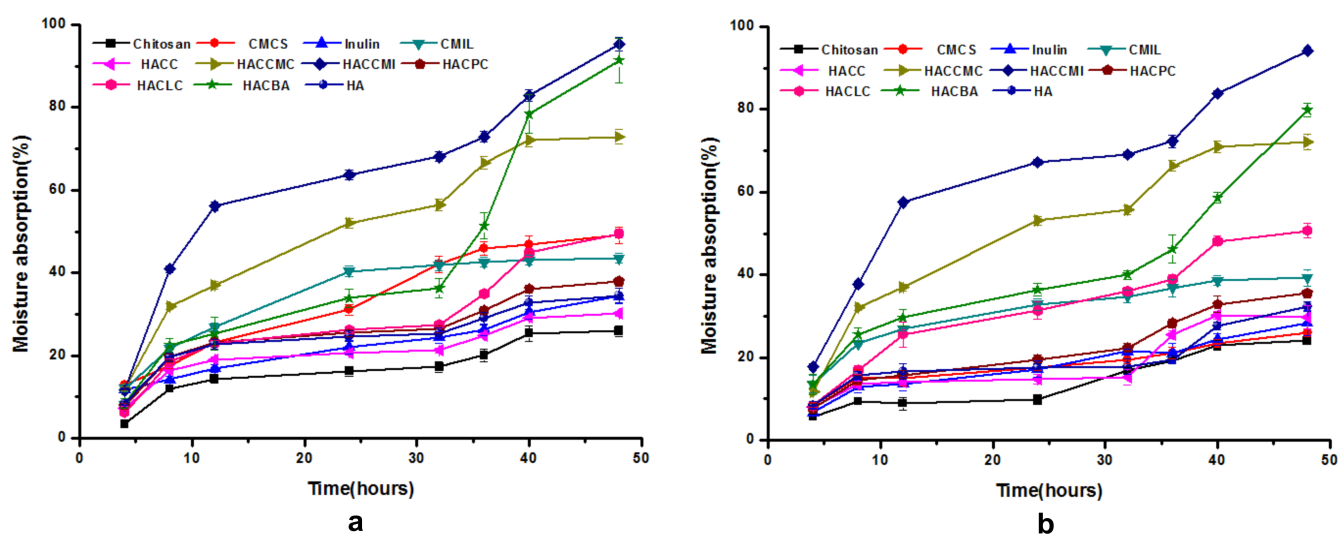 100
80
60
40
20
0
Moisture absorption(%)
Chitosan CMCS Inulin CMIL
HACC HACCMC HACCMI HACPC
HACLC HACBA HA
0 10 20 30 40 50
Time(hours)
a
100
80
60
40
20
0
Moisture absorption(%)
Chitosan CMCS Inulin CMIL
HACC HACCMC HACCMI HACPC
HACLC HACBA HA
0 10 20 30 40 50
Time(hours)
b